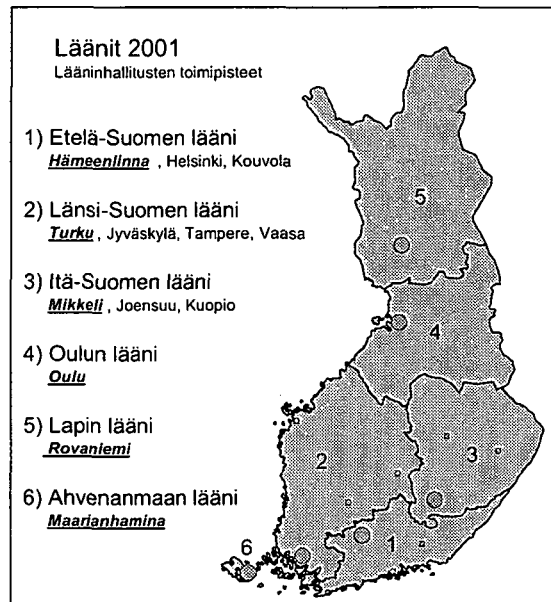 Läänit 2001
Lääninhallitusten toimipisteet
1) Etelä-Suomen lääni
Hämeenlinna , Helsinki, Kouvola
2) Länsi-Suomen lääni
Turku , Jyväskylä, Tampere, Vaasa
3) Itä-Suomen lääni
Mikkeli , Joensuu, Kuopio
4) Oulun lääni
Oulu
5) Lapin lääni
Rovaniemi
6) Ahvenanmaan lääni
Maarianhamina
5
4
3
2
1
6